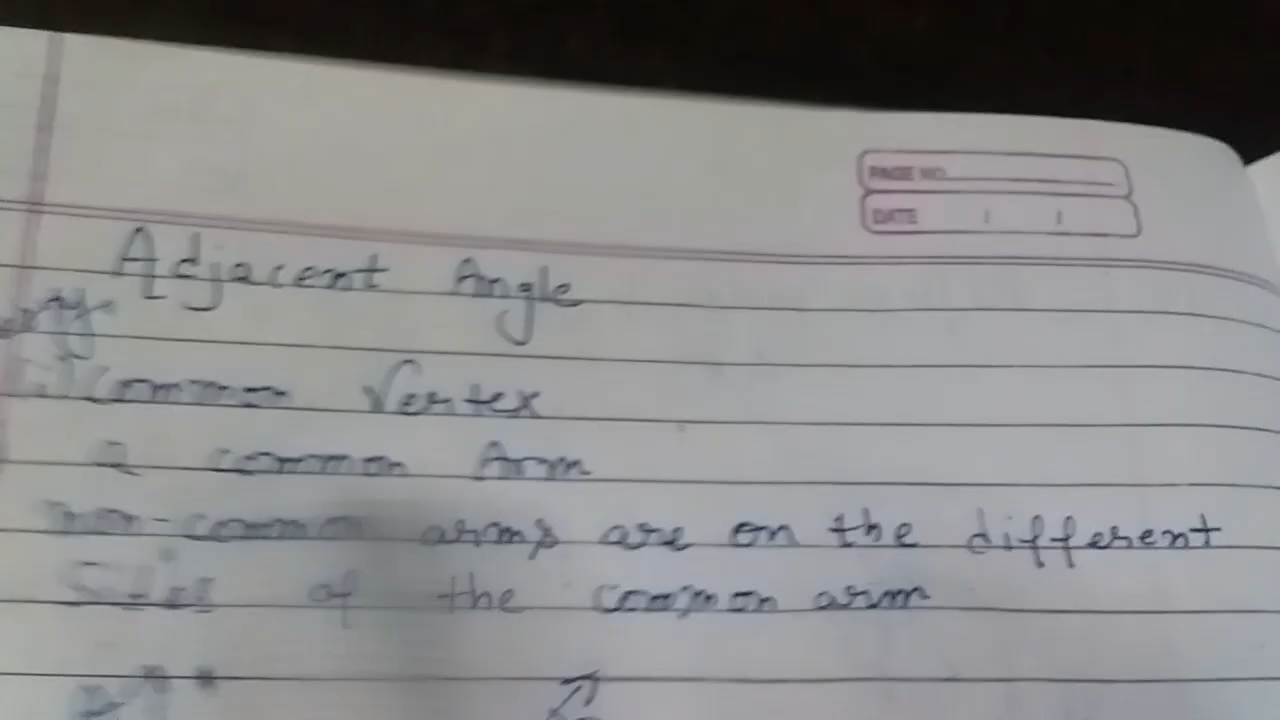 PAGE NO.
DATE / /
Adjacent Angle
Common Vertex
a common Arm
non-common arms are on the different
Sides of the common arm